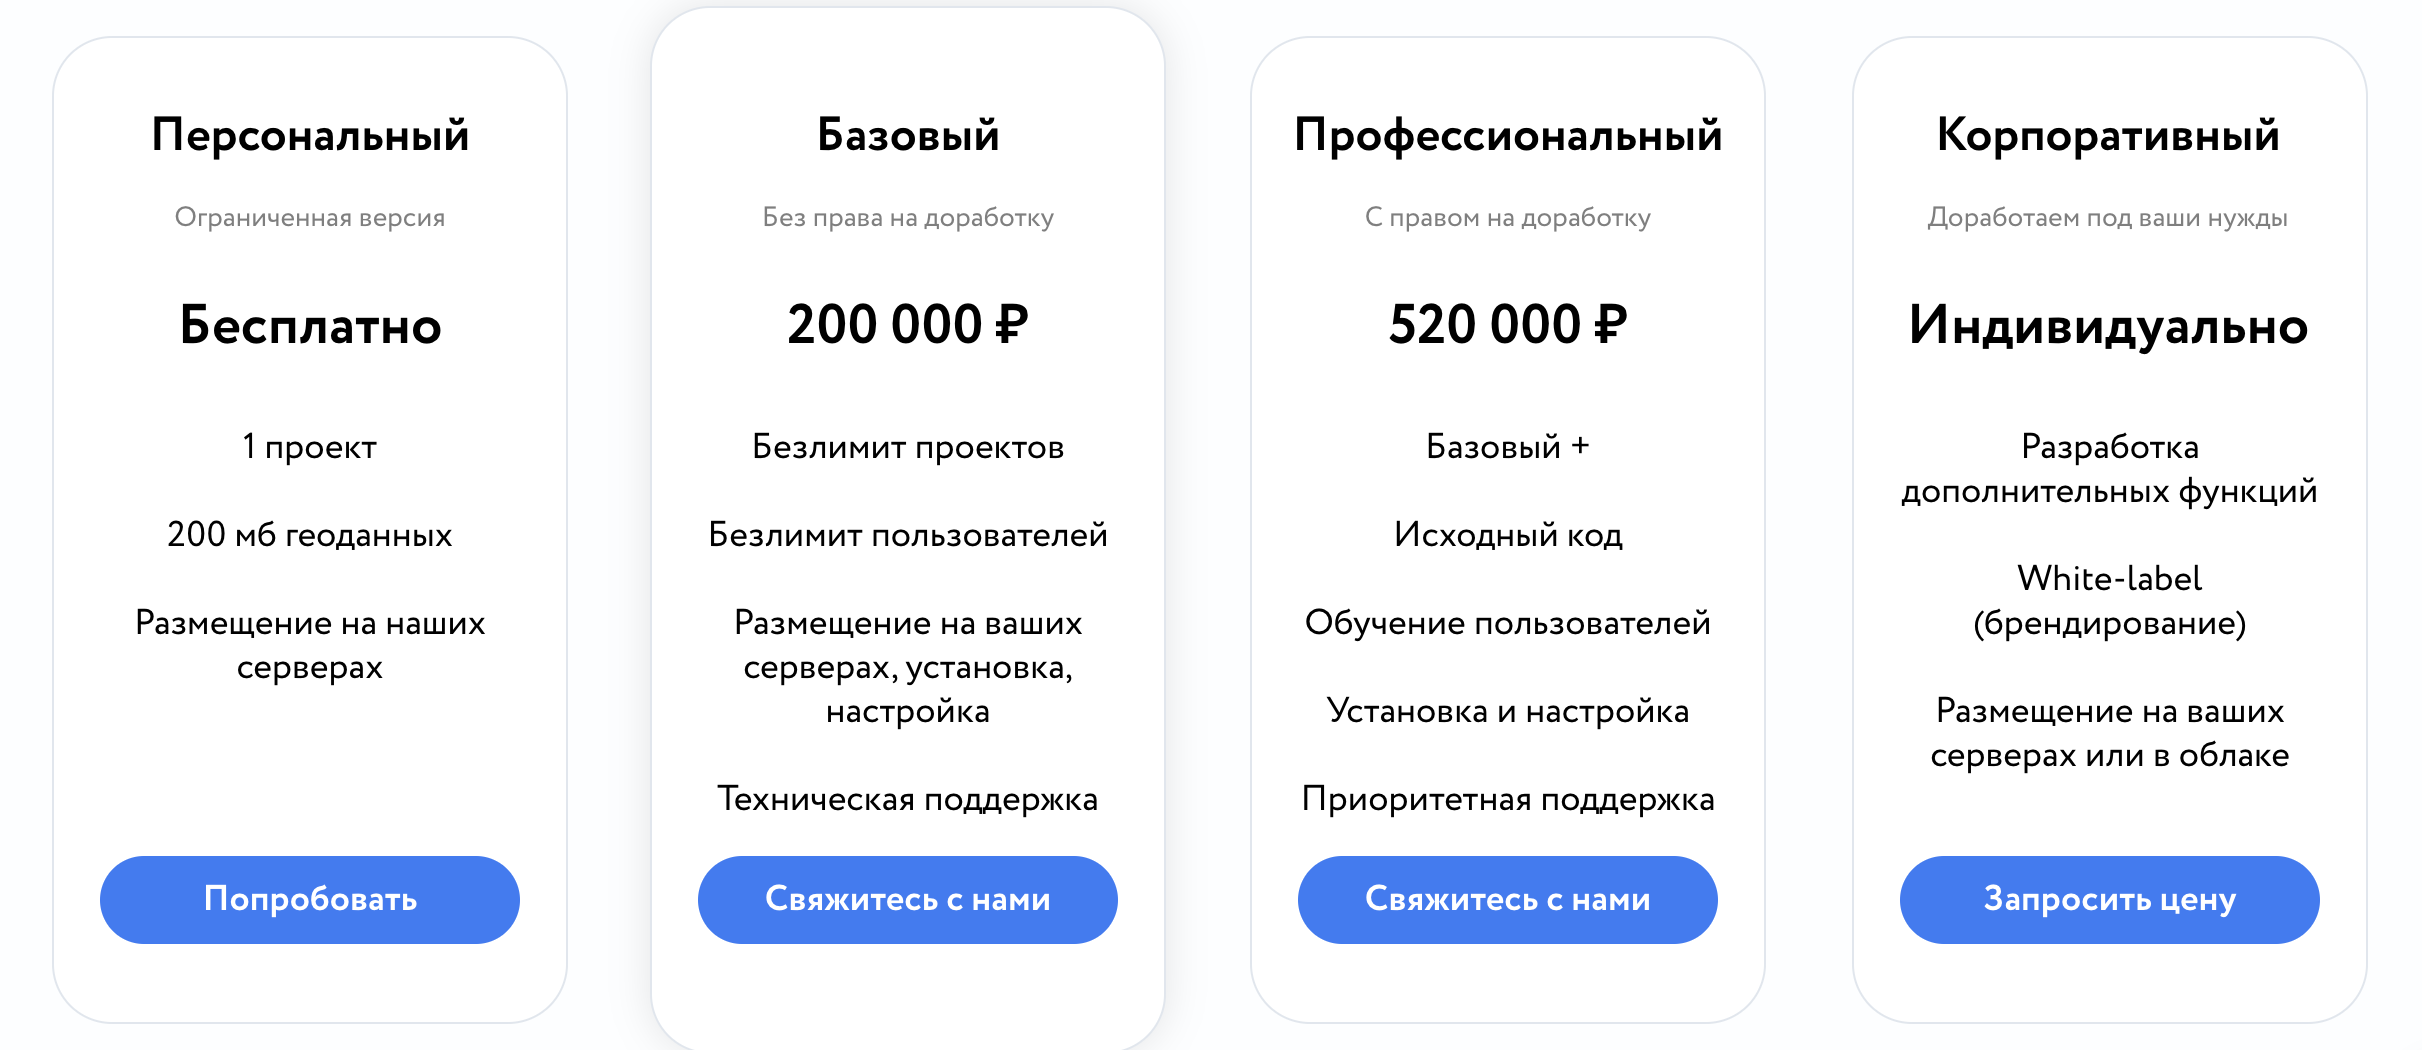 Персональный
Ограниченная версия
Бесплатно
1 проект
200 мб геоданных
Размещение на наших
серверах
Попробовать
Базовый
Без права на доработку
200 000 ₽
Безлимит проектов
Безлимит пользователей
Размещение на ваших
серверах, установка,
настройка
Техническая поддержка
Свяжитесь с нами
Профессиональный
С правом на доработку
520 000 ₽
Базовый +
Исходный код
Обучение пользователей
Установка и настройка
Приоритетная поддержка
Свяжитесь с нами
Корпоративный
Доработаем под ваши нужды
Индивидуально
Разработка
дополнительных функций
White-label
(брендирование)
Размещение на ваших
серверах или в облаке
Запросить цену